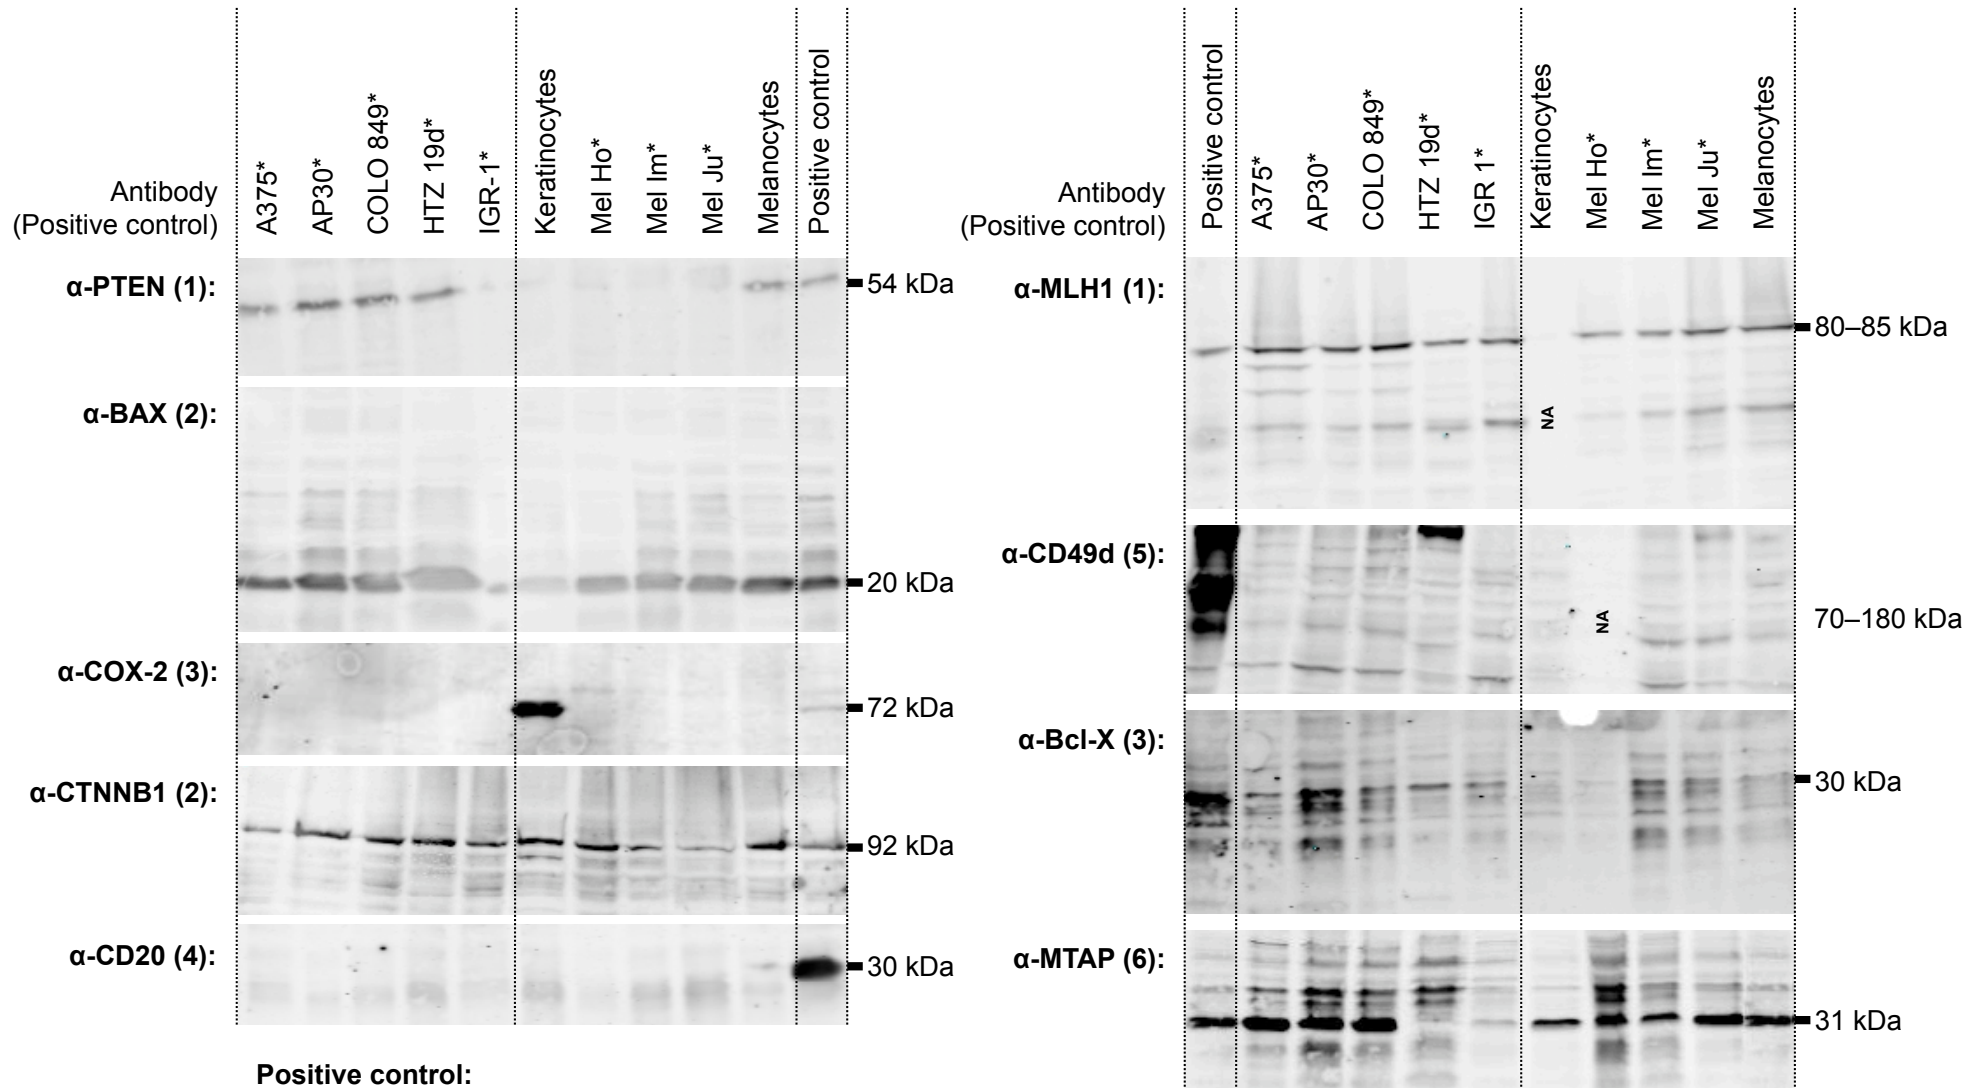 Antibody
(Positive control)
A375*
AP30*
COLO 849*
HTZ 19d*
IGR-1*
Keratinocytes
Mel Ho*
Mel Im*
Mel Ju*
Melanocytes
Positive control
α-PTEN (1):
54 kDa
α-BAX (2):
20 kDa
α-COX-2 (3):
72 kDa
α-CTNNB1 (2):
92 kDa
α-CD20 (4):
30 kDa
Positive control:
Antibody
(Positive control)
Positive control
A375*
AP30*
COLO 849*
HTZ 19d*
IGR 1*
Keratinocytes
Mel Ho*
Mel Im*
Mel Ju*
Melanocytes
α-MLH1 (1):
80–85 kDa
NA
α-CD49d (5):
NA
70–180 kDa
α-Bcl-X (3):
30 kDa
α-MTAP (6):
31 kDa